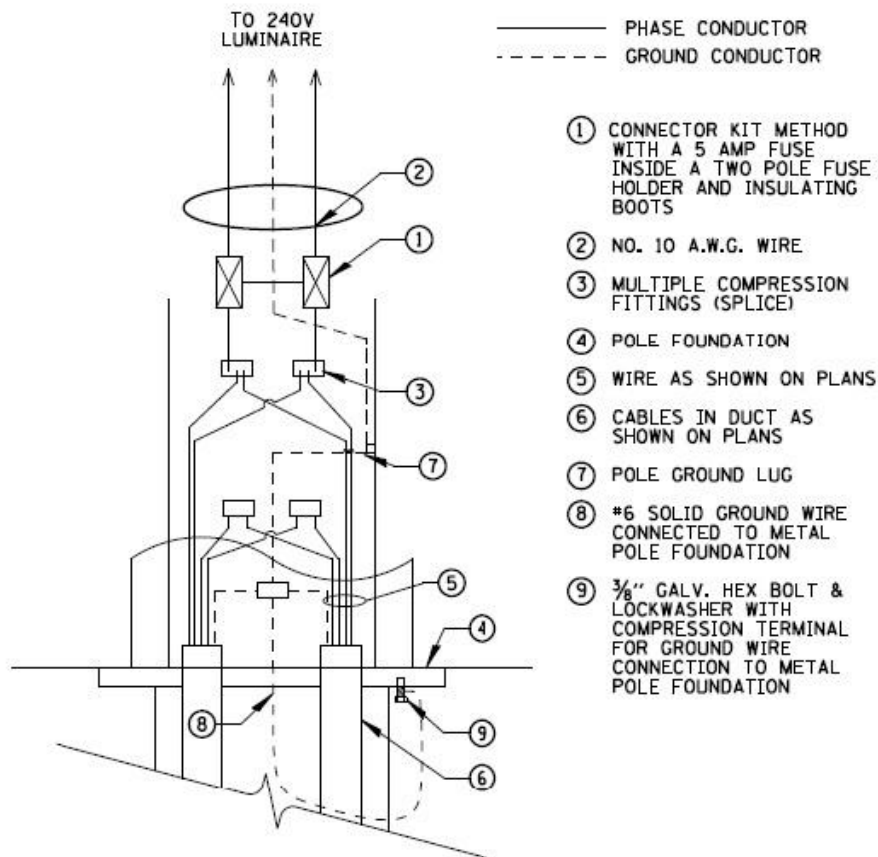 TO 240V
LUMINAIRE
PHASE CONDUCTOR
GROUND CONDUCTOR
① CONNECTOR KIT METHOD
WITH A 5 AMP FUSE
INSIDE A TWO POLE FUSE
HOLDER AND INSULATING
BOOTS
② NO. 10 A.W.G. WIRE
③ MULTIPLE COMPRESSION
FITTINGS (SPLICE)
④ POLE FOUNDATION
⑤ WIRE AS SHOWN ON PLANS
⑥ CABLES IN DUCT AS
SHOWN ON PLANS
⑦ POLE GROUND LUG
⑧ #6 SOLID GROUND WIRE
CONNECTED TO METAL
POLE FOUNDATION
⑨ ⅜" GALV. HEX BOLT &
LOCKWASHER WITH
COMPRESSION TERMINAL
FOR GROUND WIRE
CONNECTION TO METAL
POLE FOUNDATION
②
①
③
⑦
⑤
④
⑧
⑨
⑥